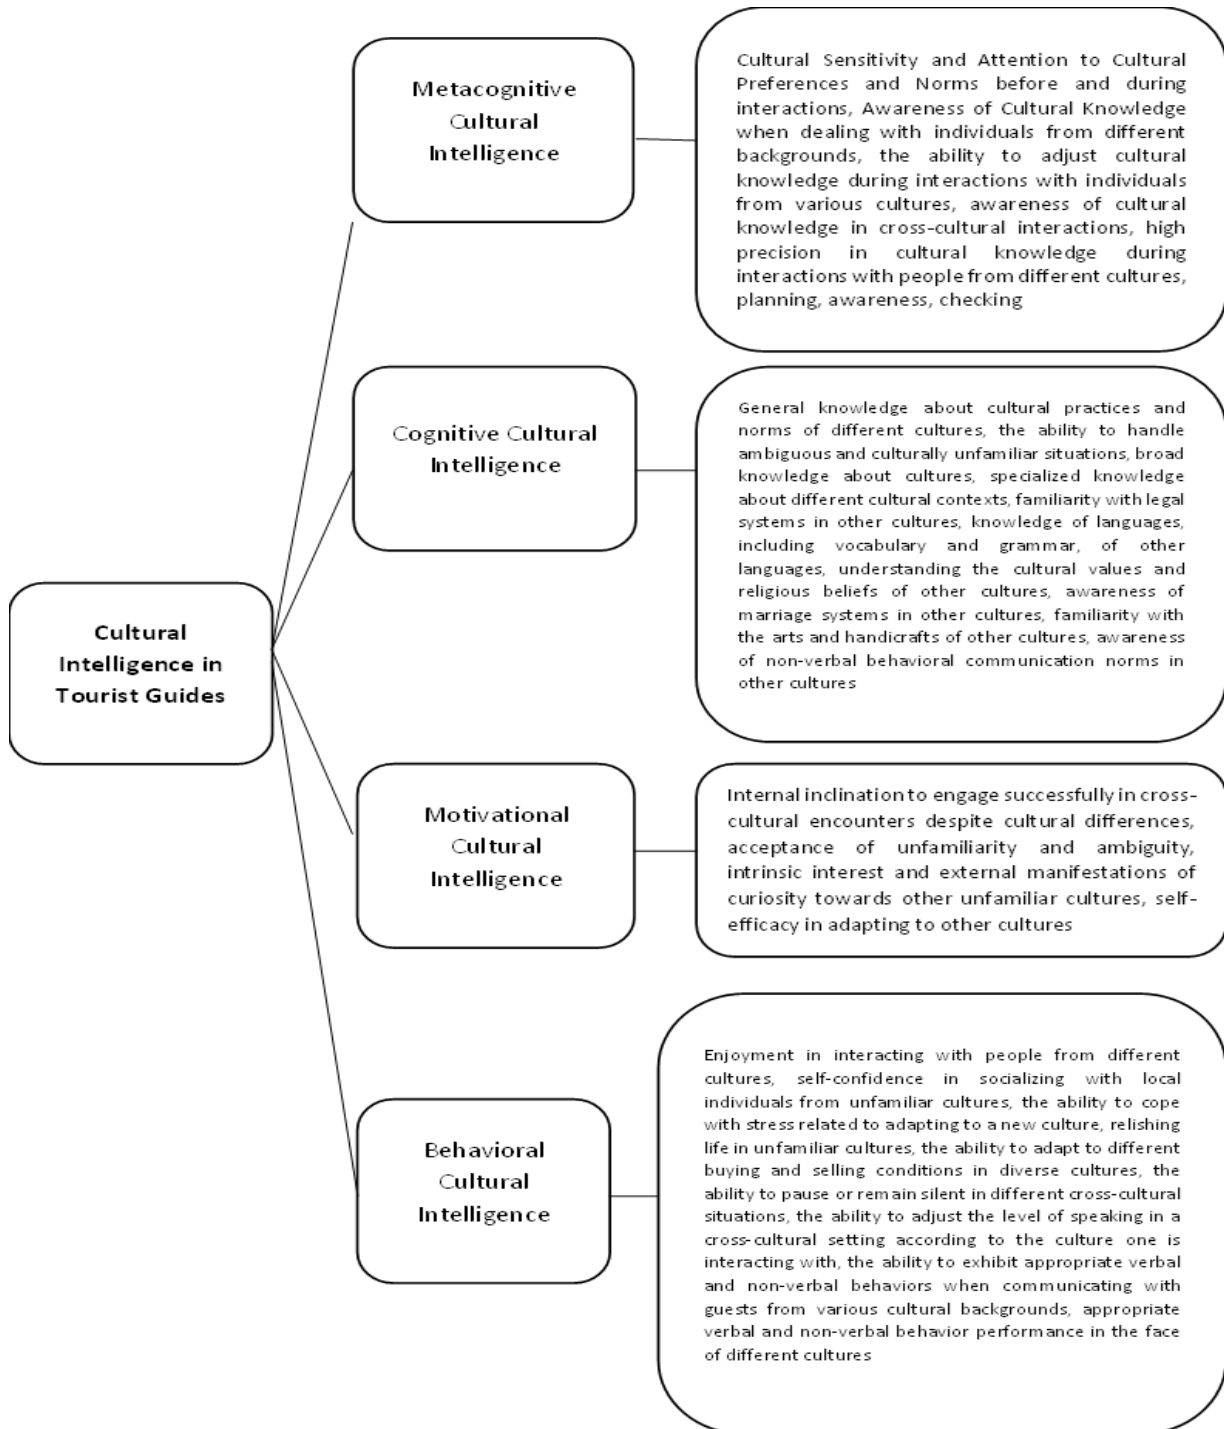 Metacognitive
Cultural
Intelligence
Cultural Sensitivity and Attention to Cultural
Preferences and Norms before and during
interactions, Awareness of Cultural Knowledge
when dealing with individuals from different
backgrounds, the ability to adjust cultural
knowledge during interactions with individuals
from various cultures, awareness of cultural
knowledge in cross-cultural interactions, high
precision in cultural knowledge during
interactions with people from different cultures,
planning, awareness, checking
Cognitive Cultural
Intelligence
General knowledge about cultural practices and
norms of different cultures, the ability to handle
ambiguous and culturally unfamiliar situations, broad
knowledge about cultures, specialized knowledge
about different cultural contexts, familiarity with legal
systems in other cultures, knowledge of languages,
including vocabulary and grammar, of other
languages, understanding the cultural values and
religious beliefs of other cultures, awareness of
marriage systems in other cultures, familiarity with
the arts and handicrafts of other cultures, awareness
of non-verbal behavioral communication norms in
other cultures
Cultural
Intelligence in
Tourist Guides
Motivational
Cultural
Intelligence
Internal inclination to engage successfully in cross-
cultural encounters despite cultural differences,
acceptance of unfamiliarity and ambiguity,
intrinsic interest and external manifestations of
curiosity towards other unfamiliar cultures, self-
efficacy in adapting to other cultures
Behavioral
Cultural
Intelligence
Enjoyment in interacting with people from different
cultures, self-confidence in socializing with local
individuals from unfamiliar cultures, the ability to cope
with stress related to adapting to a new culture, relishing
life in unfamiliar cultures, the ability to adapt to different
buying and selling conditions in diverse cultures, the
ability to pause or remain silent in different cross-cultural
situations, the ability to adjust the level of speaking in a
cross-cultural setting according to the culture one is
interacting with, the ability to exhibit appropriate verbal
and non-verbal behaviors when communicating with
guests from various cultural backgrounds, appropriate
verbal and non-verbal behavior performance in the face
of different cultures